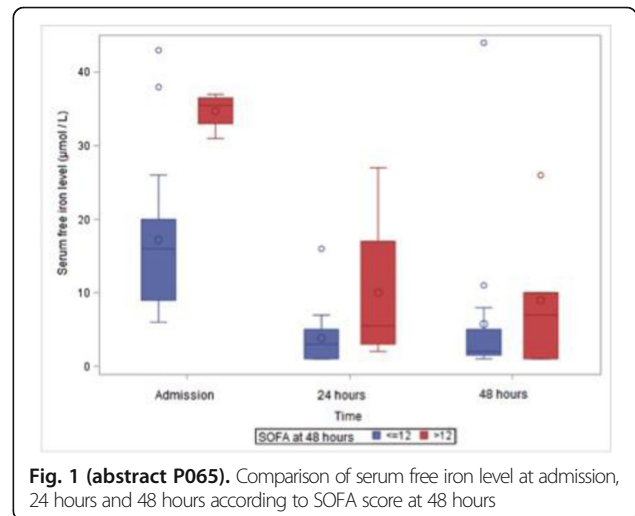 40
30
20
10
0
Serum free iron level (µmol / L)
Admission 24 hours 48 hours
Time
SOFA at 48 hours <=12 >12
Fig. 1 (abstract P065). Comparison of serum free iron level at admission,
24 hours and 48 hours according to SOFA score at 48 hours